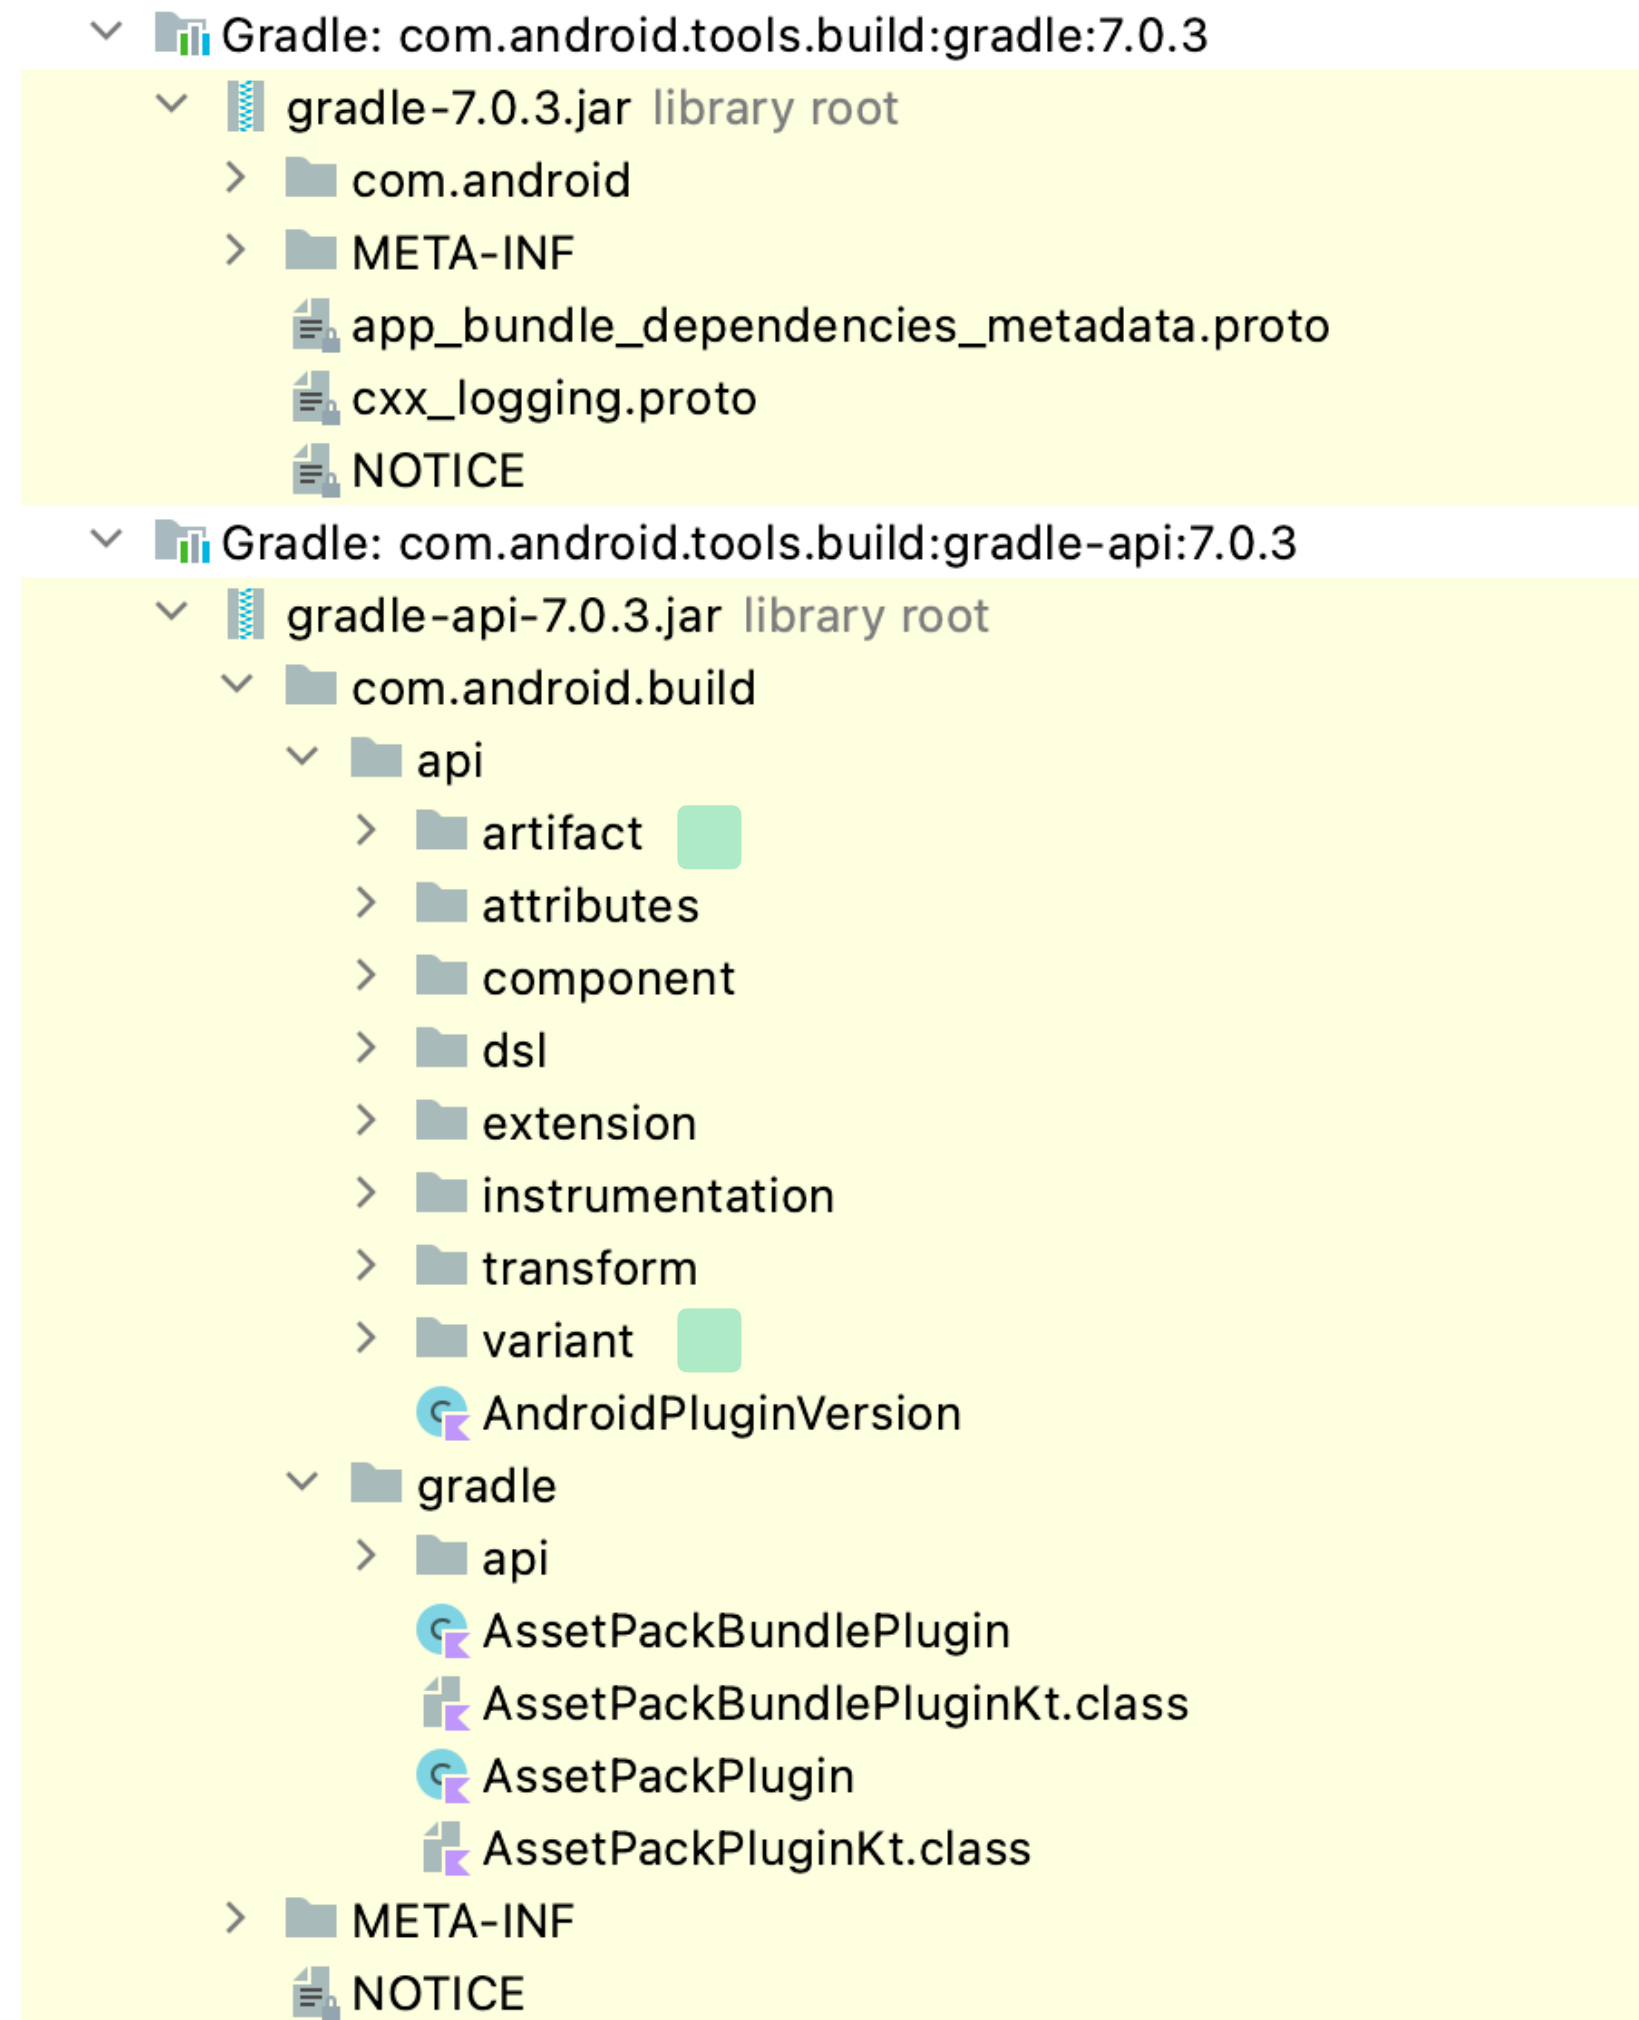 Gradle: com.android.tools.build:gradle:7.0.3
gradle-7.0.3.jar library root
com.android
META-INF
app_bundle_dependencies_metadata.proto
cxx_logging.proto
NOTICE
Gradle: com.android.tools.build:gradle-api:7.0.3
gradle-api-7.0.3.jar library root
com.android.build
api
artifact
attributes
component
dsl
extension
instrumentation
transform
variant
AndroidPluginVersion
gradle
api
AssetPackBundlePlugin
AssetPackBundlePluginKt.class
AssetPackPlugin
AssetPackPluginKt.class
META-INF
NOTICE